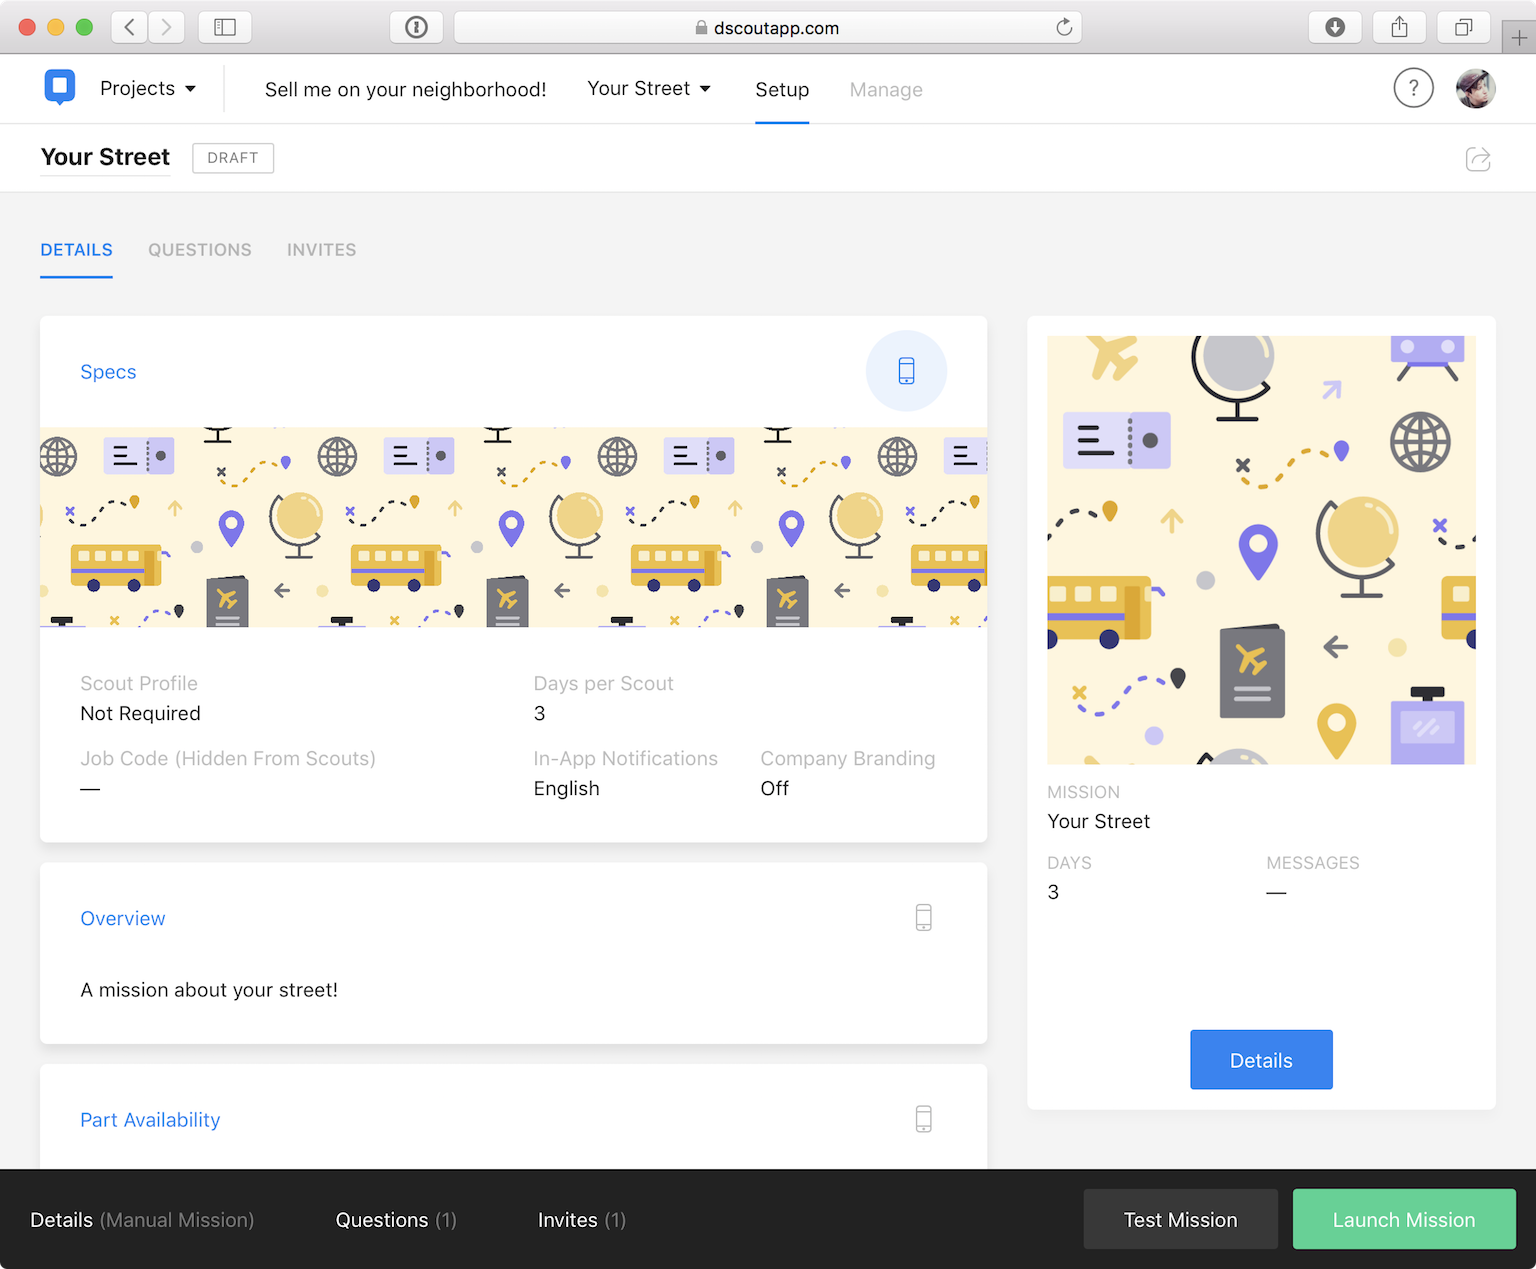 dscoutapp.com
Projects
Sell me on your neighborhood!
Your Street
Setup
Manage
?
Your Street
DRAFT
DETAILS
QUESTIONS
INVITES
Specs
Scout Profile
Not Required
Days per Scout
3
Job Code (Hidden From Scouts)
—
In-App Notifications
English
Company Branding
Off
Overview
A mission about your street!
Part Availability
MISSION
Your Street
DAYS
3
MESSAGES
—
Details
Details (Manual Mission)
Questions (1)
Invites (1)
Test Mission
Launch Mission